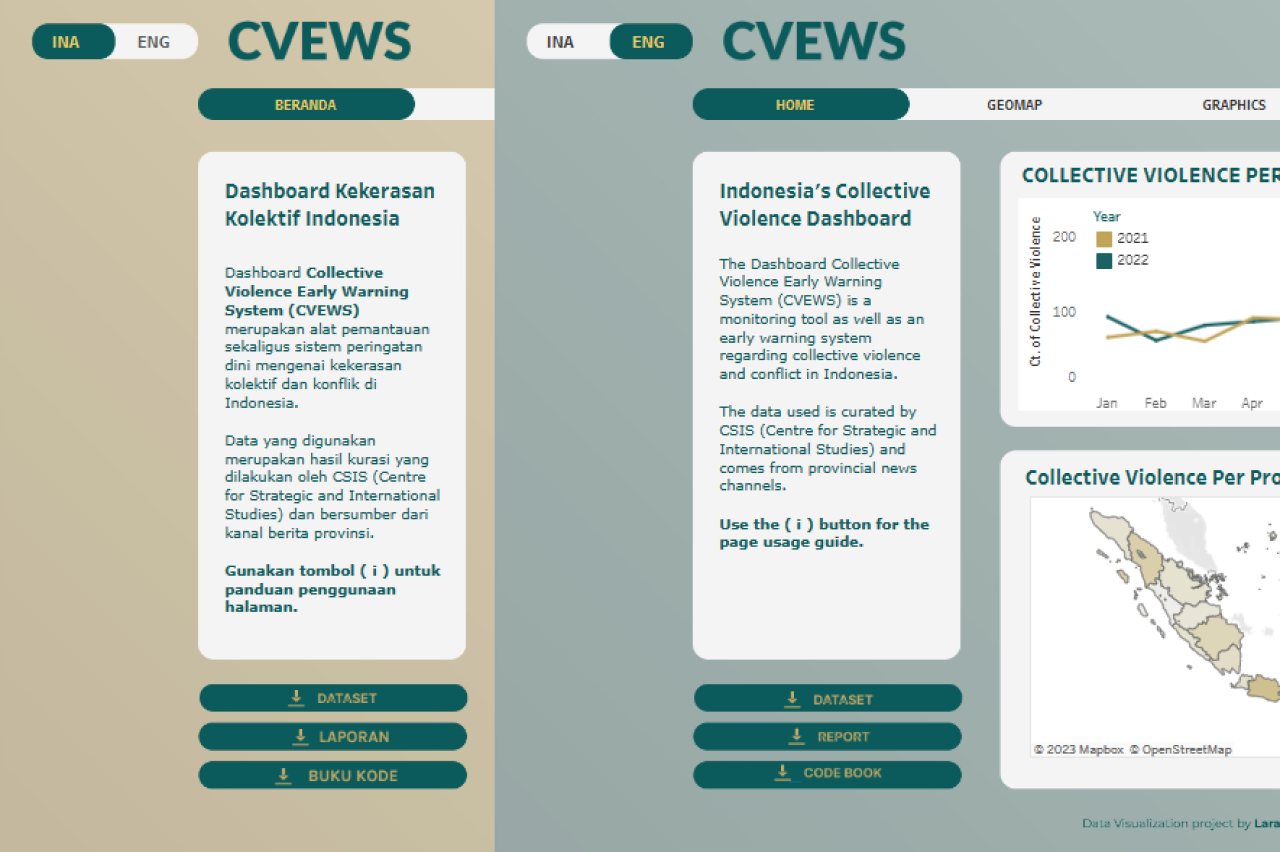 INA
ENG
CVEWS
BERANDA
Dashboard Kekerasan
Kolektif Indonesia
Dashboard Collective
Violence Early Warning
System (CVEWS)
merupakan alat pemantauan
sekaligus sistem peringatan
dini mengenai kekerasan
kolektif dan konflik di
Indonesia.
Data yang digunakan
merupakan hasil kurasi yang
dilakukan oleh CSIS (Centre
for Strategic and International
Studies) dan bersumber dari
kanal berita provinsi.
Gunakan tombol ( i ) untuk
panduan penggunaan
halaman.
DATASET
LAPORAN
BUKU KODE
INA
ENG
CVEWS
HOME
GEOMAP
GRAPHICS
Indonesia's Collective
Violence Dashboard
The Dashboard Collective
Violence Early Warning
System (CVEWS) is a
monitoring tool as well as an
early warning system
regarding collective violence
and conflict in Indonesia.
The data used is curated by
CSIS (Centre for Strategic and
International Studies) and
comes from provincial news
channels.
Use the ( i ) button for the
page usage guide.
DATASET
REPORT
CODE BOOK
COLLECTIVE VIOLENCE PER
Ct. of Collective Violence
Year
2021
2022
200
100
0
Jan Feb Mar Apr
Collective Violence Per Pro
© 2023 Mapbox © OpenStreetMap
Data Visualization project by Lara